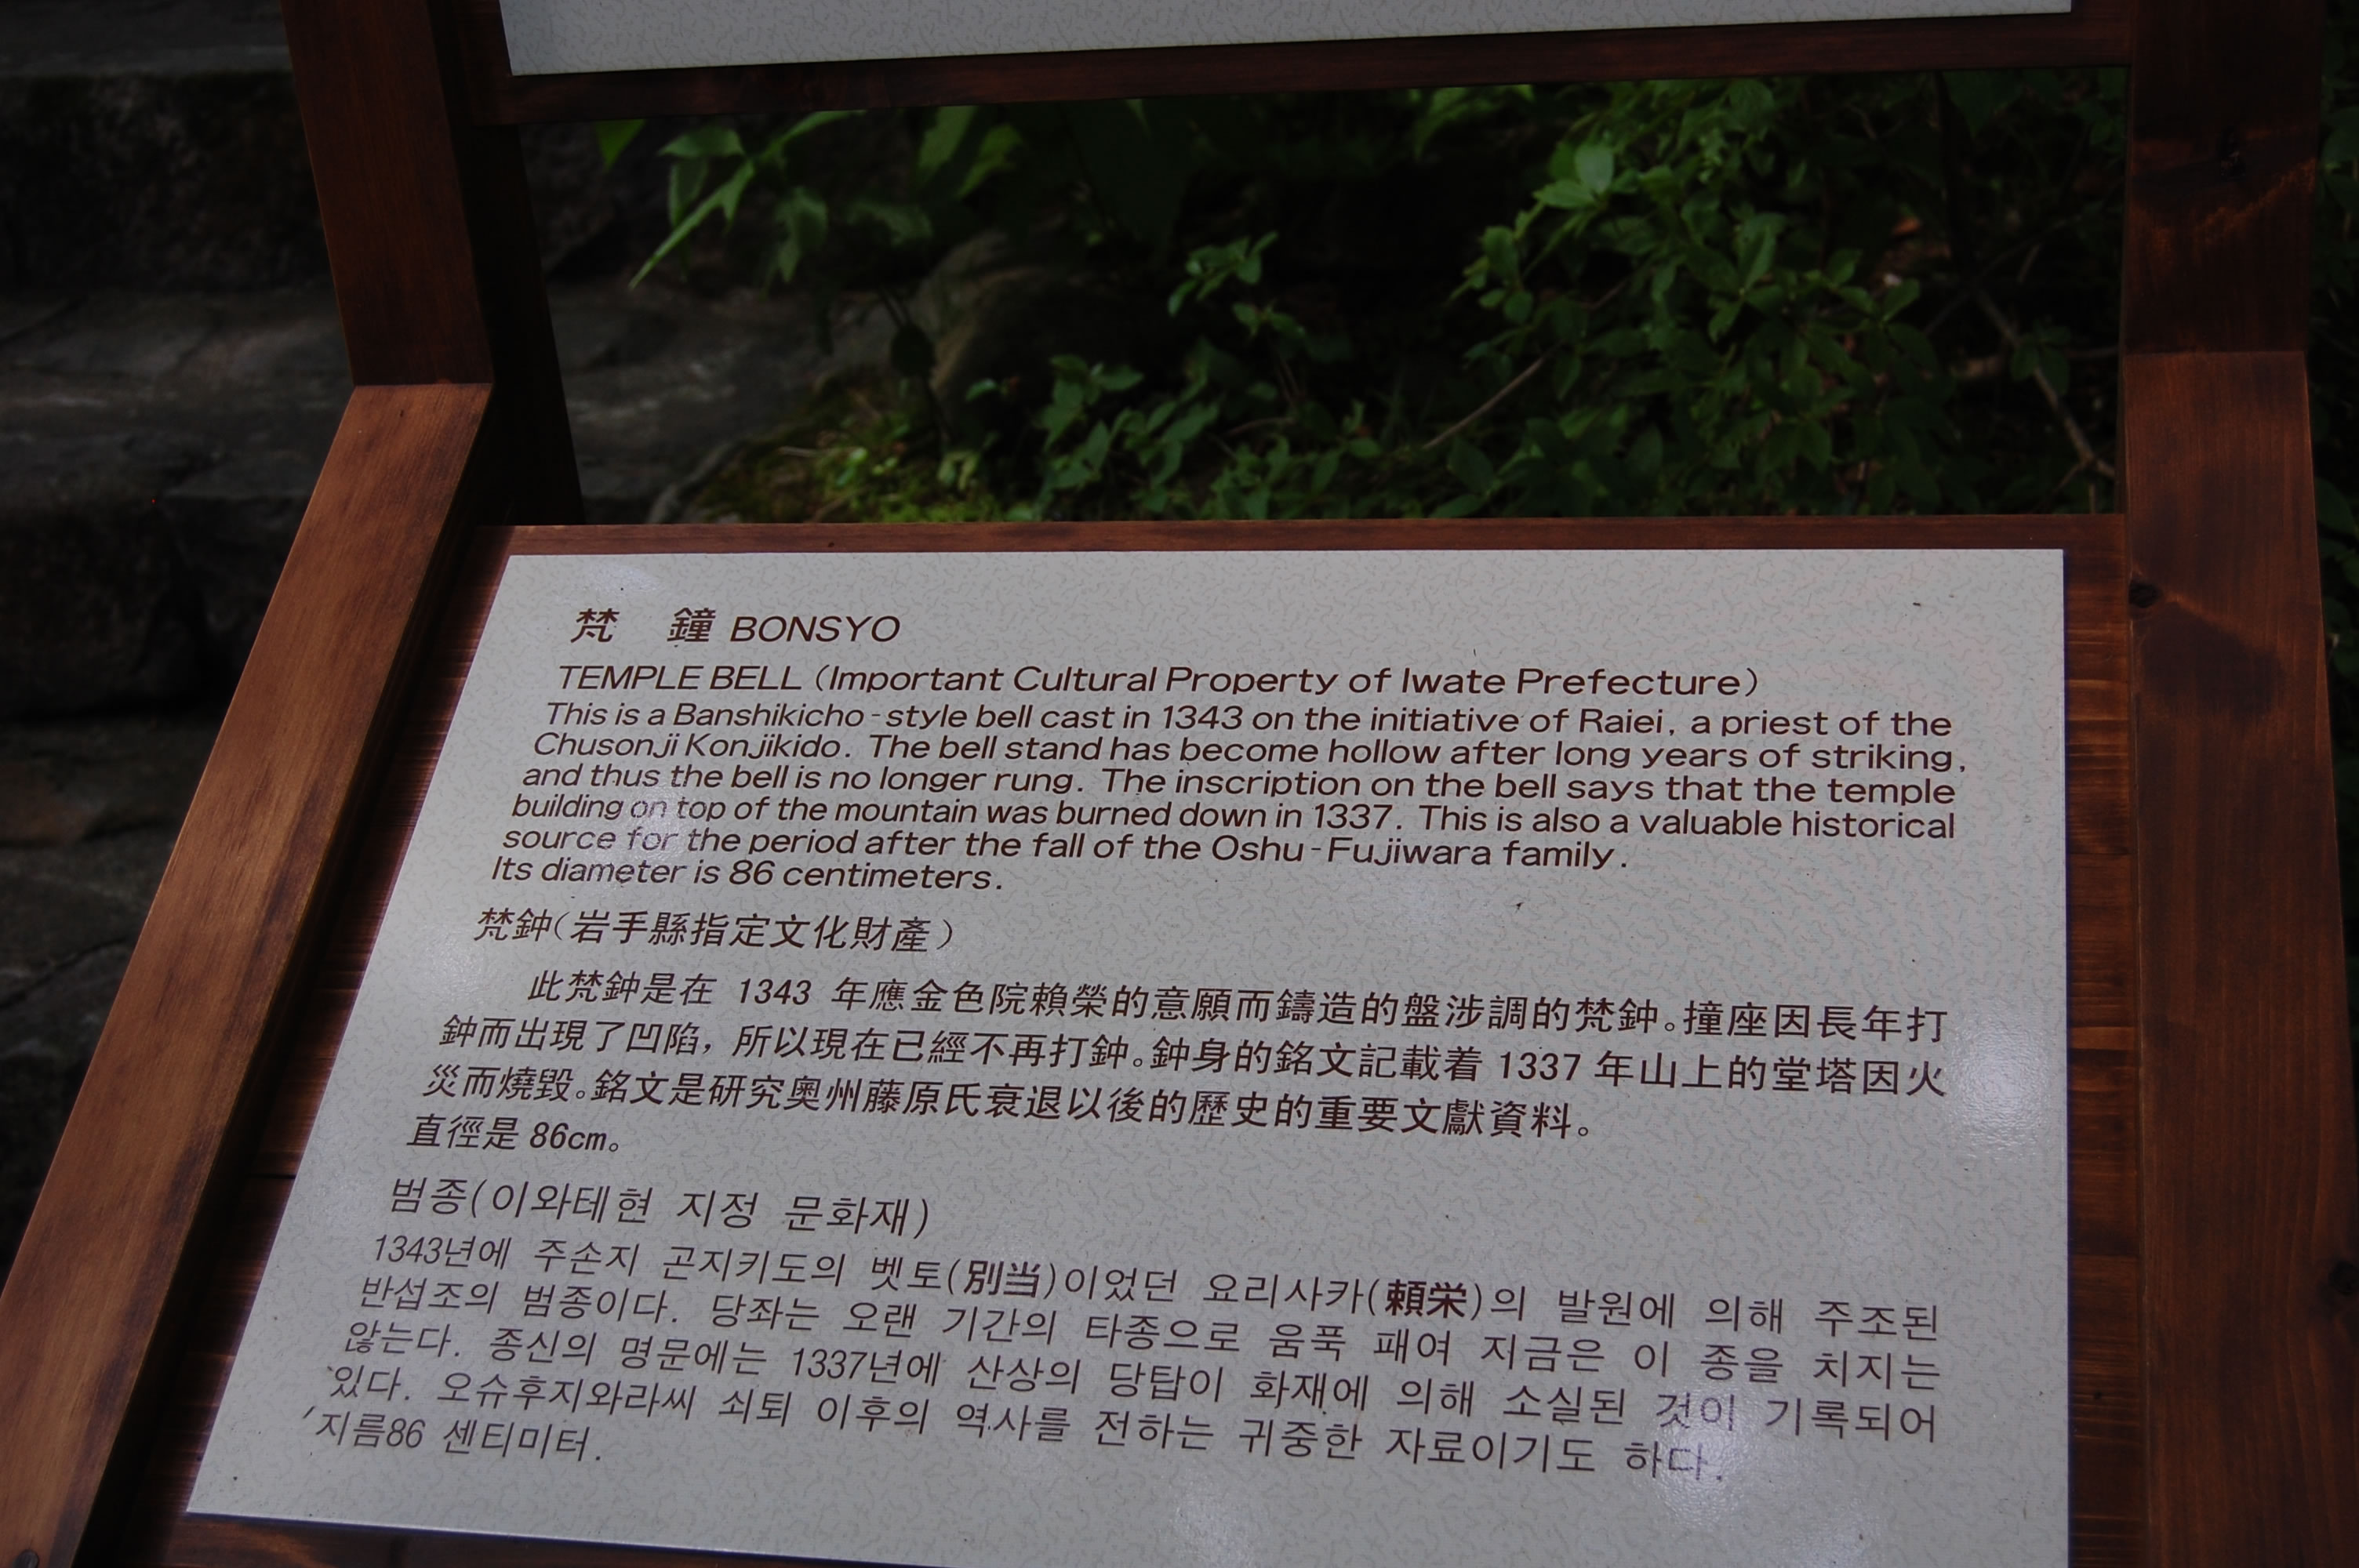 梵 鐘 BONSYO
TEMPLE BELL (Important Cultural Property of Iwate Prefecture)
This is a Banshikicho-style bell cast in 1343 on the initiative of Raiei, a priest of the
Chusonji Konjikido. The bell stand has become hollow after long years of striking,
and thus the bell is no longer rung. The inscription on the bell says that the temple
building on top of the mountain was burned down in 1337. This is also a valuable historical
source for the period after the fall of the Oshu-Fujiwara family.
Its diameter is 86 centimeters.
梵鈡(岩手縣指定文化財產)
此梵鈡是在 1343 年應金色院賴榮的意願而鑄造的盤涉調的梵鈡。撞座因長年打
鈡而出現了凹陷,所以現在已經不再打鈡。鈡身的銘文記載着 1337 年山上的堂塔因火
災而燒毀。銘文是研究奧州藤原氏衰退以後的歷史的重要文獻資料。
直徑是 86cm。
범종(이와테현 지정 문화재)
1343년에 주손지 곤지키도의 벳토(別当)이었던 요리사카(頼栄)의 발원에 의해 주조된
반섭조의 범종이다. 당좌는 오랜 기간의 타종으로 움푹 패여 지금은 이 종을 치지는
않는다. 종신의 명문에는 1337년에 산상의 당탑이 화재에 의해 소실된 것이 기록되어
있다. 오슈후지와라씨 쇠퇴 이후의 역사를 전하는 귀중한 자료이기도 하다.
지름86 센티미터.